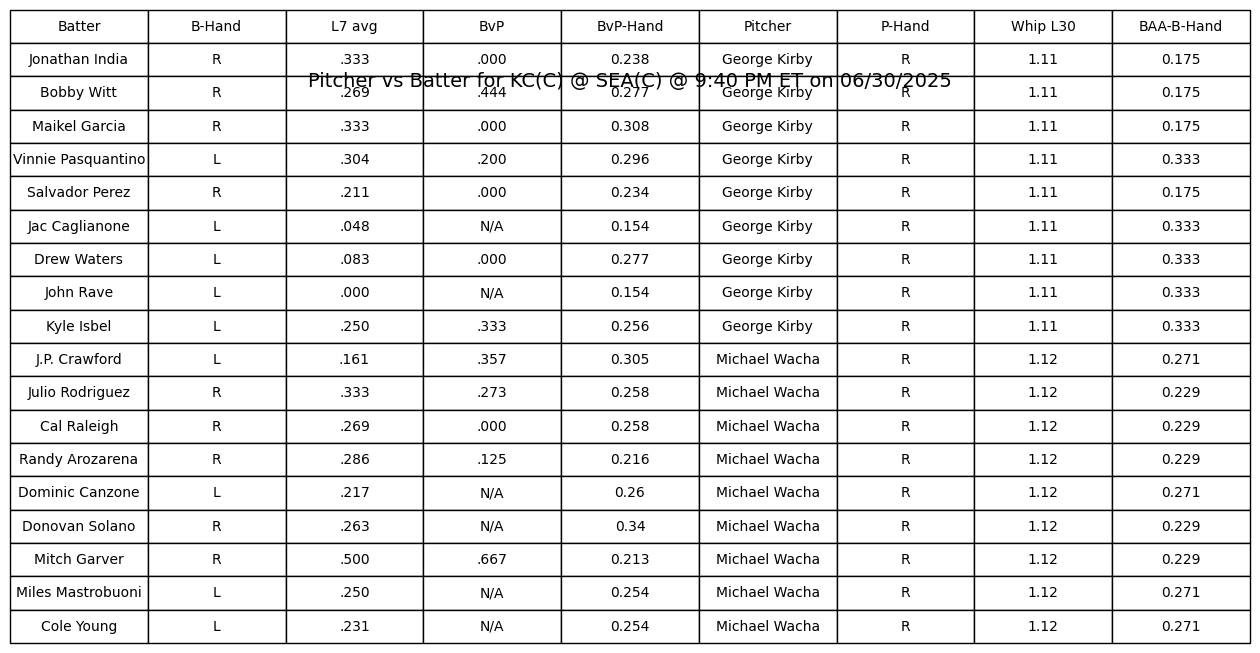 Batter B-Hand L7 avg BvP BvP-Hand Pitcher P-Hand Whip L30 BAA-B-Hand
Jonathan India R .333 .000 0.238 George Kirby R 1.11 0.175
Pitcher vs Batter for KC(C) @ SEA(C) @ 9:40 PM ET on 06/30/2025
Bobby Witt R .269 .444 0.277 George Kirby R 1.11 0.175
Maikel Garcia R .333 .000 0.308 George Kirby R 1.11 0.175
Vinnie Pasquantino L .304 .200 0.296 George Kirby R 1.11 0.333
Salvador Perez R .211 .000 0.234 George Kirby R 1.11 0.175
Jac Caglianone L .048 N/A 0.154 George Kirby R 1.11 0.333
Drew Waters L .083 .000 0.277 George Kirby R 1.11 0.333
John Rave L .000 N/A 0.154 George Kirby R 1.11 0.333
Kyle Isbel L .250 .333 0.256 George Kirby R 1.11 0.333
J.P. Crawford L .161 .357 0.305 Michael Wacha R 1.12 0.271
Julio Rodriguez R .333 .273 0.258 Michael Wacha R 1.12 0.229
Cal Raleigh R .269 .000 0.258 Michael Wacha R 1.12 0.229
Randy Arozarena R .286 .125 0.216 Michael Wacha R 1.12 0.229
Dominic Canzone L .217 N/A 0.26 Michael Wacha R 1.12 0.271
Donovan Solano R .263 N/A 0.34 Michael Wacha R 1.12 0.229
Mitch Garver R .500 .667 0.213 Michael Wacha R 1.12 0.229
Miles Mastrobuoni L .250 N/A 0.254 Michael Wacha R 1.12 0.271
Cole Young L .231 N/A 0.254 Michael Wacha R 1.12 0.271